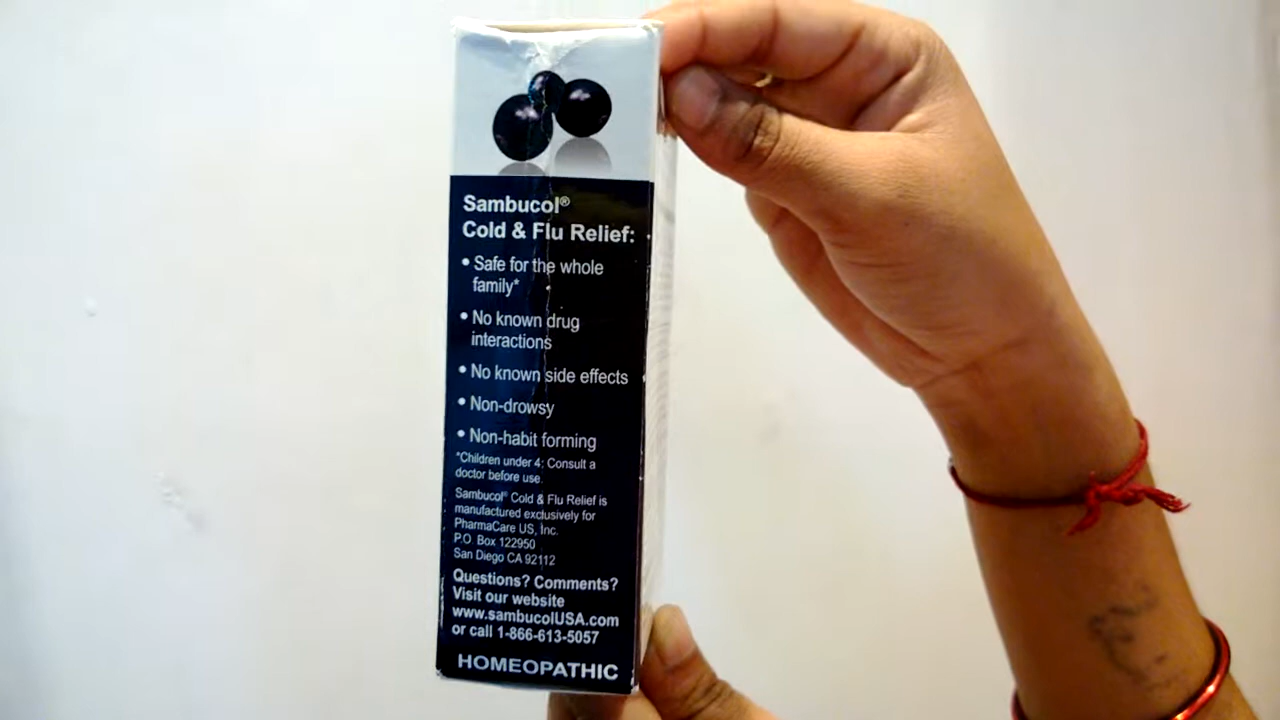 Sambucol®
Cold & Flu Relief:
• Safe for the whole
family*
• No known drug
interactions
• No known side effects
• Non-drowsy
• Non-habit forming
*Children under 4: Consult a
doctor before use.
Sambucol® Cold & Flu Relief is
manufactured exclusively for
PharmaCare US, Inc.
P.O. Box 122950
San Diego CA 92112
Questions? Comments?
Visit our website
www.sambucolUSA.com
or call 1-866-613-5057
HOMEOPATHIC